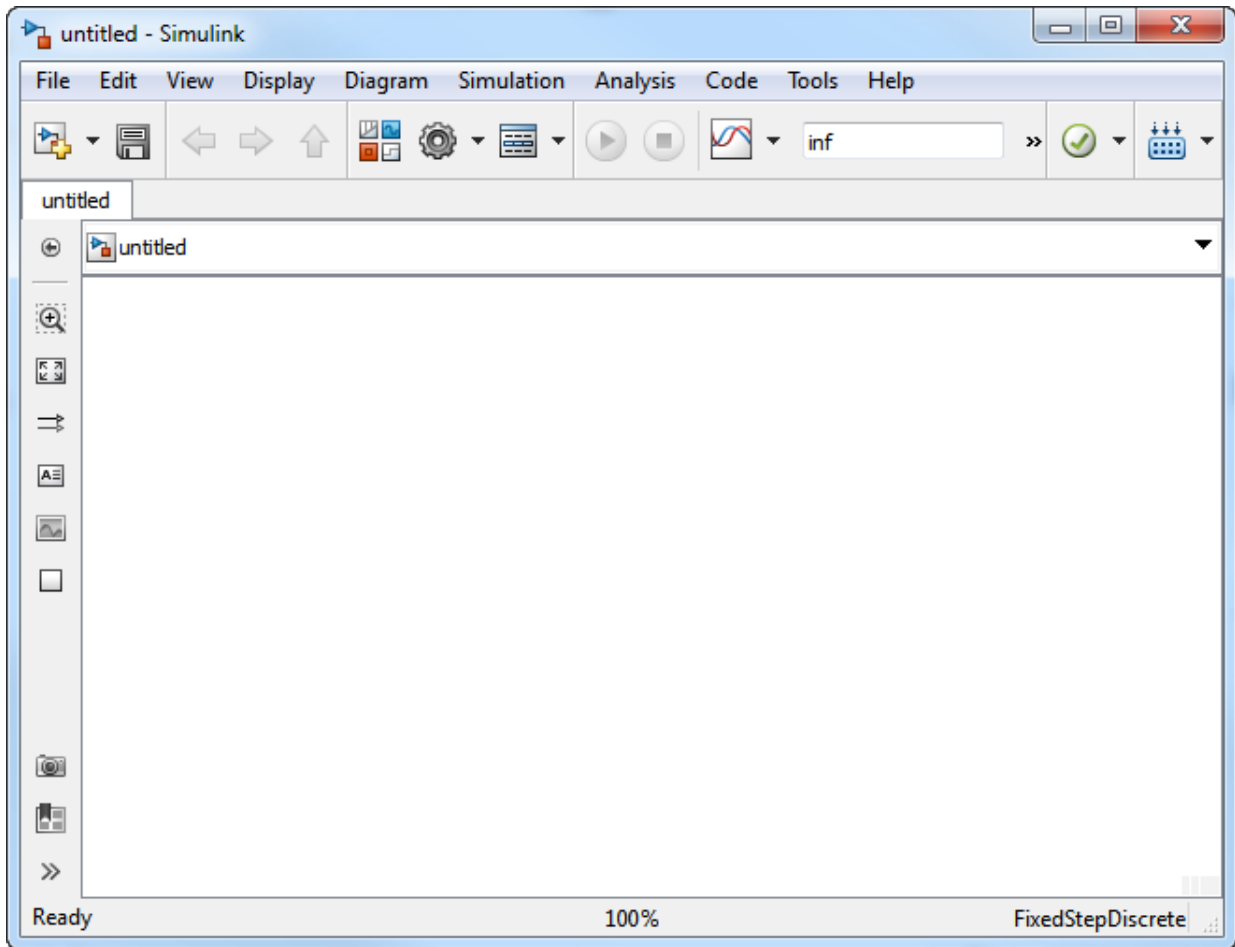 untitled - Simulink
File Edit View Display Diagram Simulation Analysis Code Tools Help
inf
untitled
untitled
Ready 100% FixedStepDiscrete